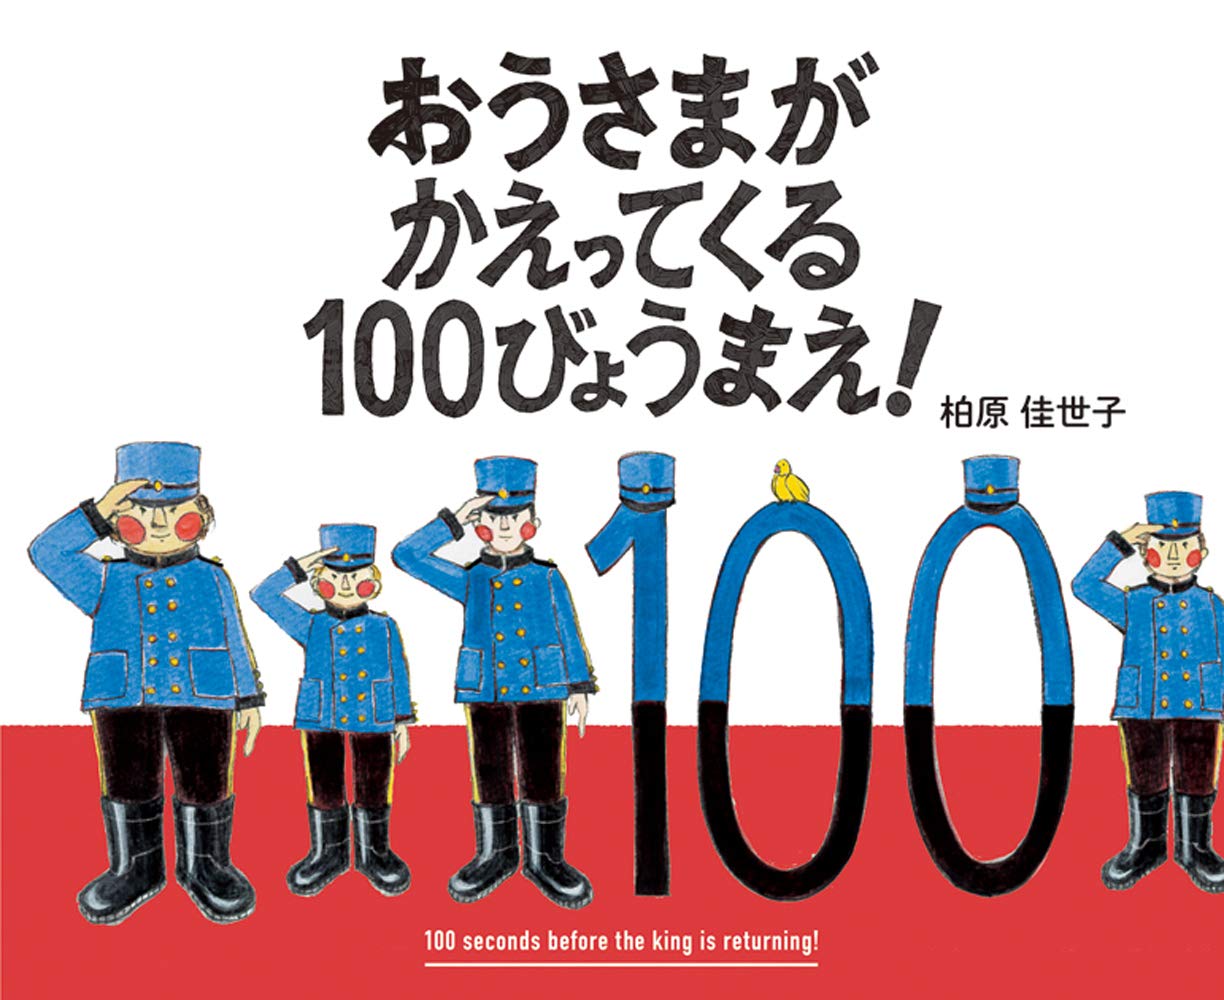 おうさまが
かえってくる
100びょうまえ!
柏原 佳世子
100
100 seconds before the king is returning!